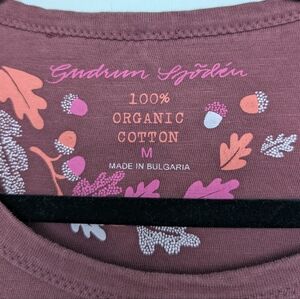 Gudrun Sjödén
100%
ORGANIC
COTTON
M
MADE IN BULGARIA